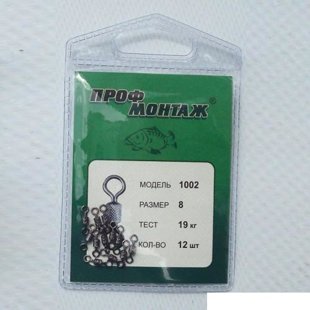 ПРОФ
МОНТАЖ®
МОДЕЛЬ 1002
РАЗМЕР 8
ТЕСТ 19 кг
КОЛ-ВО 12 шт